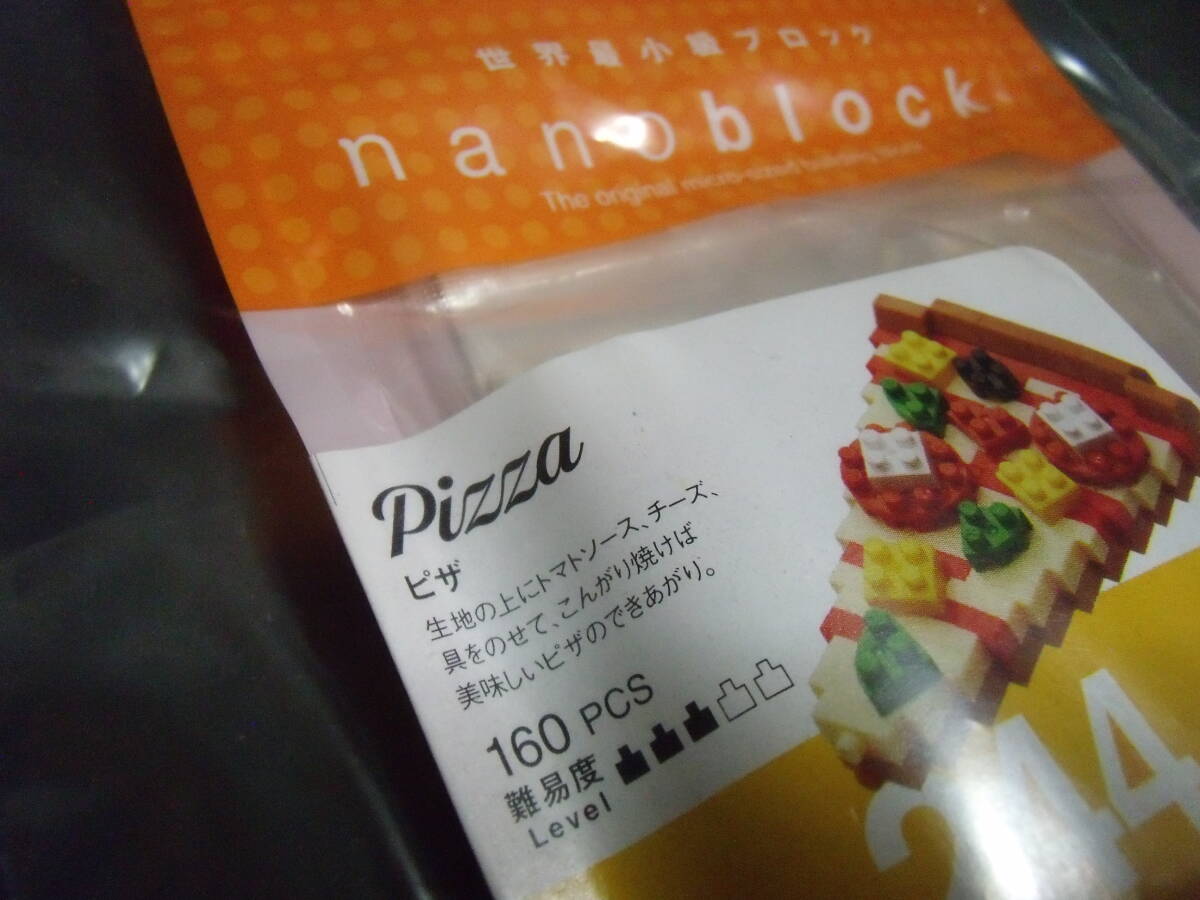 世界最小級ブロック
nanoblock
The original micro-sized building block
Pizza
ピザ
生地の上にトマトソース、チーズ、
具をのせて、こんがり焼けば
美味しいピザのできあがり。
160 PCS
難易度
Level
244